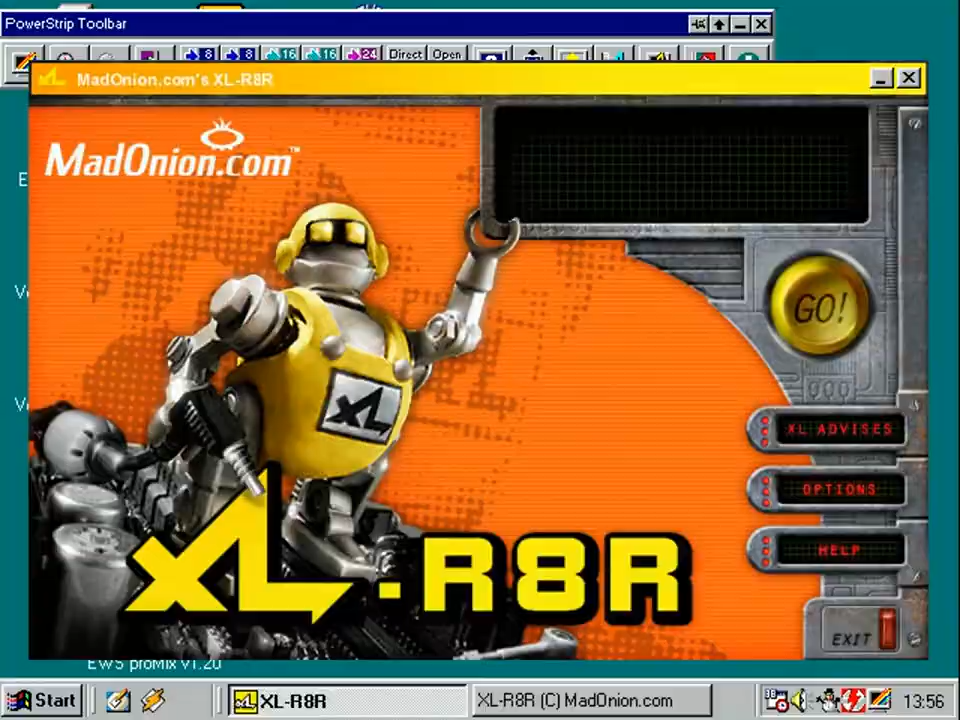 PowerStrip Toolbar
8
8
16
16
24
Direct
Open
MadOnion.com's XL-R8R
MadOnion.com™
GO!
XL
XL ADVISES
OPTIONS
HELP
XL-R8R
EXIT
EWS proMix v1.20
Start
XL-R8R
XL-R8R (C) MadOnion.com
13:56